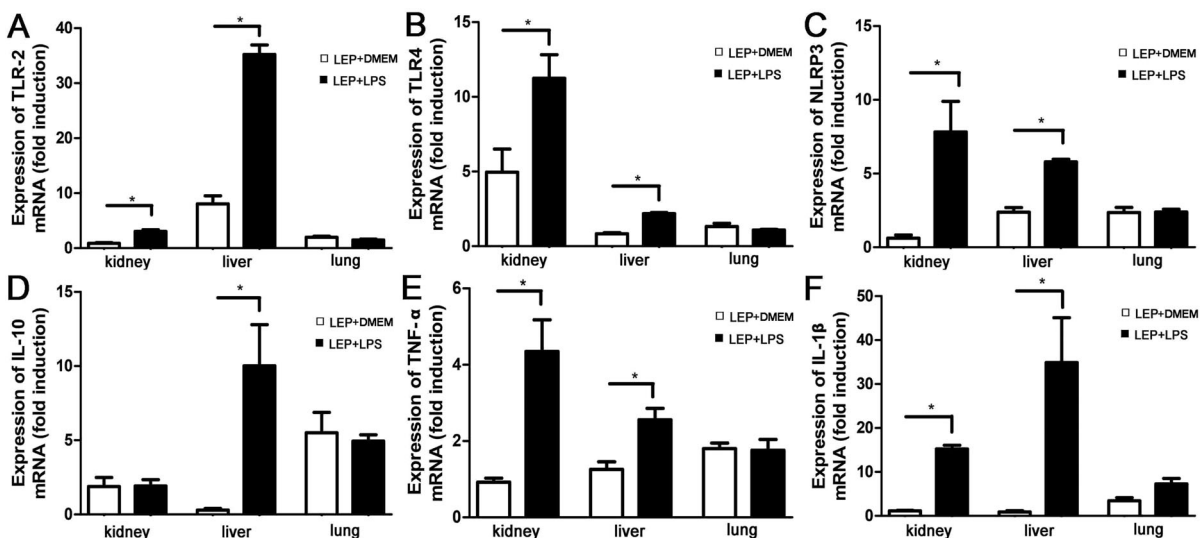 A
Expression of TLR-2
mRNA (fold induction)
40
30
20
10
0
*
*
LEP+DMEM
LEP+LPS
kidney liver lung
B
Expression of TLR4
mRNA (fold induction)
15
10
5
0
*
*
LEP+DMEM
LEP+LPS
kidney liver lung
C
Expression of NLRP3
mRNA (fold induction)
15
10
5
0
*
*
LEP+DMEM
LEP+LPS
kidney liver lung
D
Expression of IL-10
mRNA (fold induction)
15
10
5
0
*
LEP+DMEM
LEP+LPS
kidney liver lung
E
Expression of TNF-α
mRNA (fold induction)
6
4
2
0
*
*
LEP+DMEM
LEP+LPS
kidney liver lung
F
Expression of IL-1β
mRNA (fold induction)
50
40
30
20
10
0
*
*
LEP+DMEM
LEP+LPS
kidney liver lung